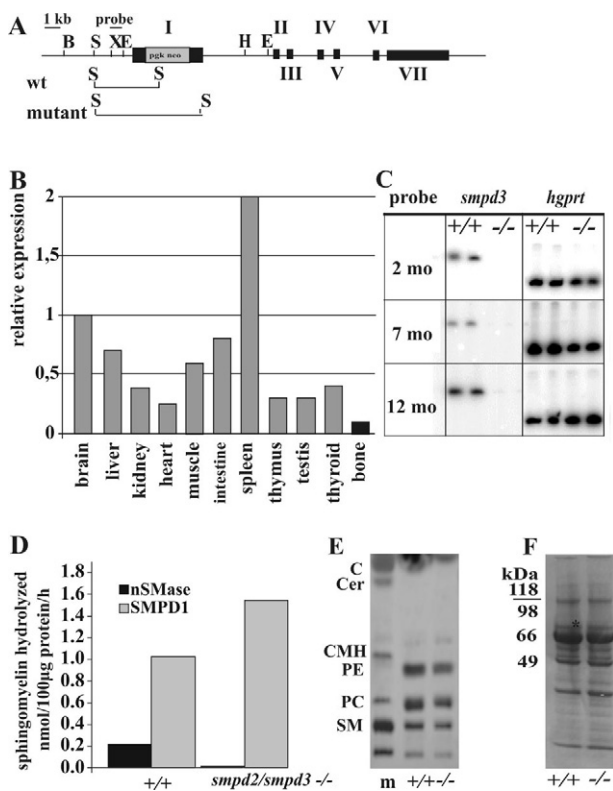 A
1 kb probe I II IV VI
B S XE pgk neo H E
III V VII
wt S S
mutant S S
B
relative expression
2
1,5
1
0,5
0
brain liver kidney heart muscle intestine spleen thymus testis thyroid bone
C
probe smpd3 hgprt
+/+ -/- +/+ -/-
2 mo
7 mo
12 mo
D
sphingomyelin hydrolyzed
nmol/100µg protein/h
1.8
1.6
1.4
1.2
1.0
0.8
0.6
0.4
0.2
0.0
nSMase
SMPD1
+/+ smpd2/smpd3 -/-
E
C
Cer
CMH
PE
PC
SM
m +/+ -/-
F
kDa
118
98
66 *
49
+/+ -/-